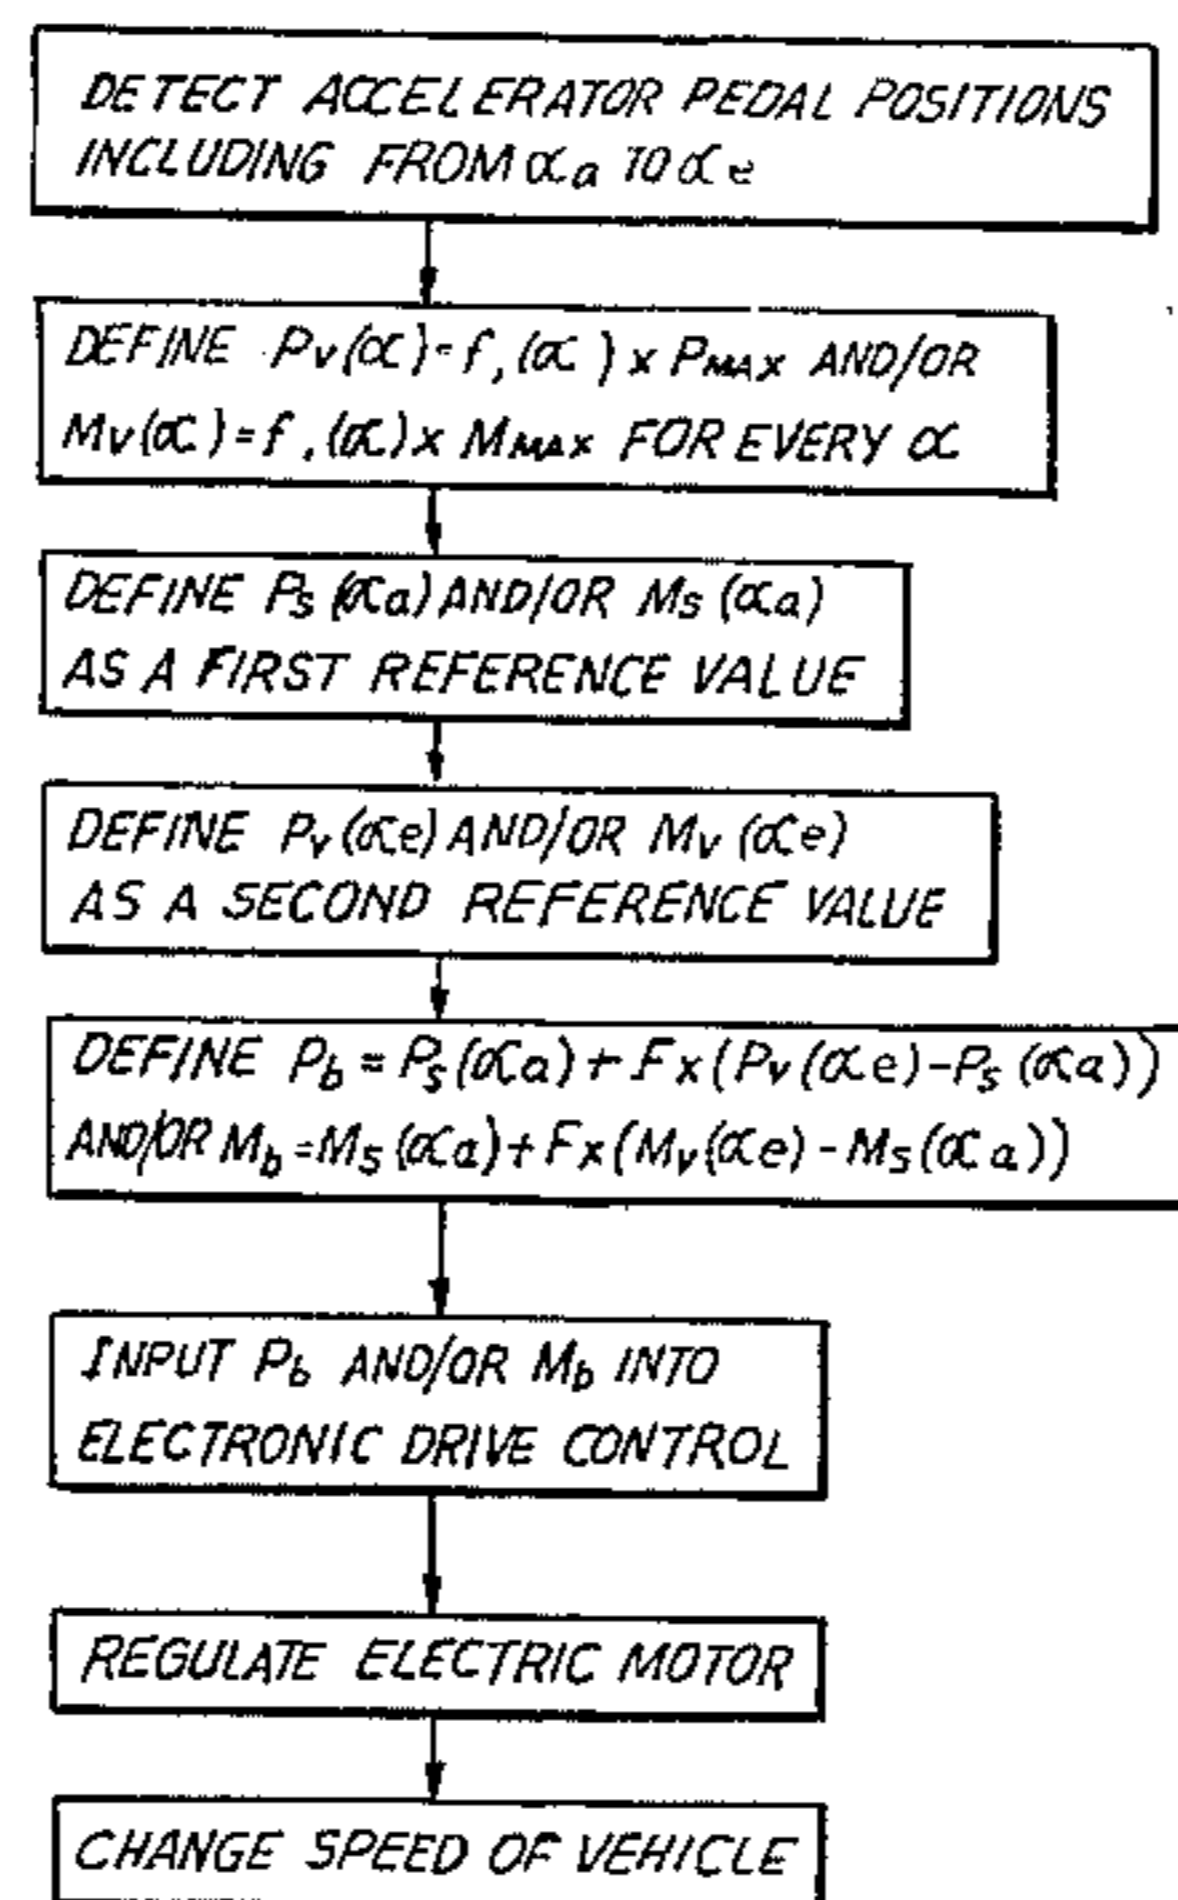 DETECT ACCELERATOR PEDAL POSITIONS
INCLUDING FROM αa TO αe
DEFINE Pv(α)=f,(α) x PMAX AND/OR
Mv(α)=f,(α) x MMAX FOR EVERY α
DEFINE Ps (αa) AND/OR Ms (αa)
AS A FIRST REFERENCE VALUE
DEFINE Pv (αe) AND/OR Mv (αe)
AS A SECOND REFERENCE VALUE
DEFINE Pb = Ps (αa) + F x (Pv (αe) - Ps (αa))
AND/OR Mb = Ms (αa) + F x (Mv (αe) - Ms (αa))
INPUT Pb AND/OR Mb INTO
ELECTRONIC DRIVE CONTROL
REGULATE ELECTRIC MOTOR
CHANGE SPEED OF VEHICLE